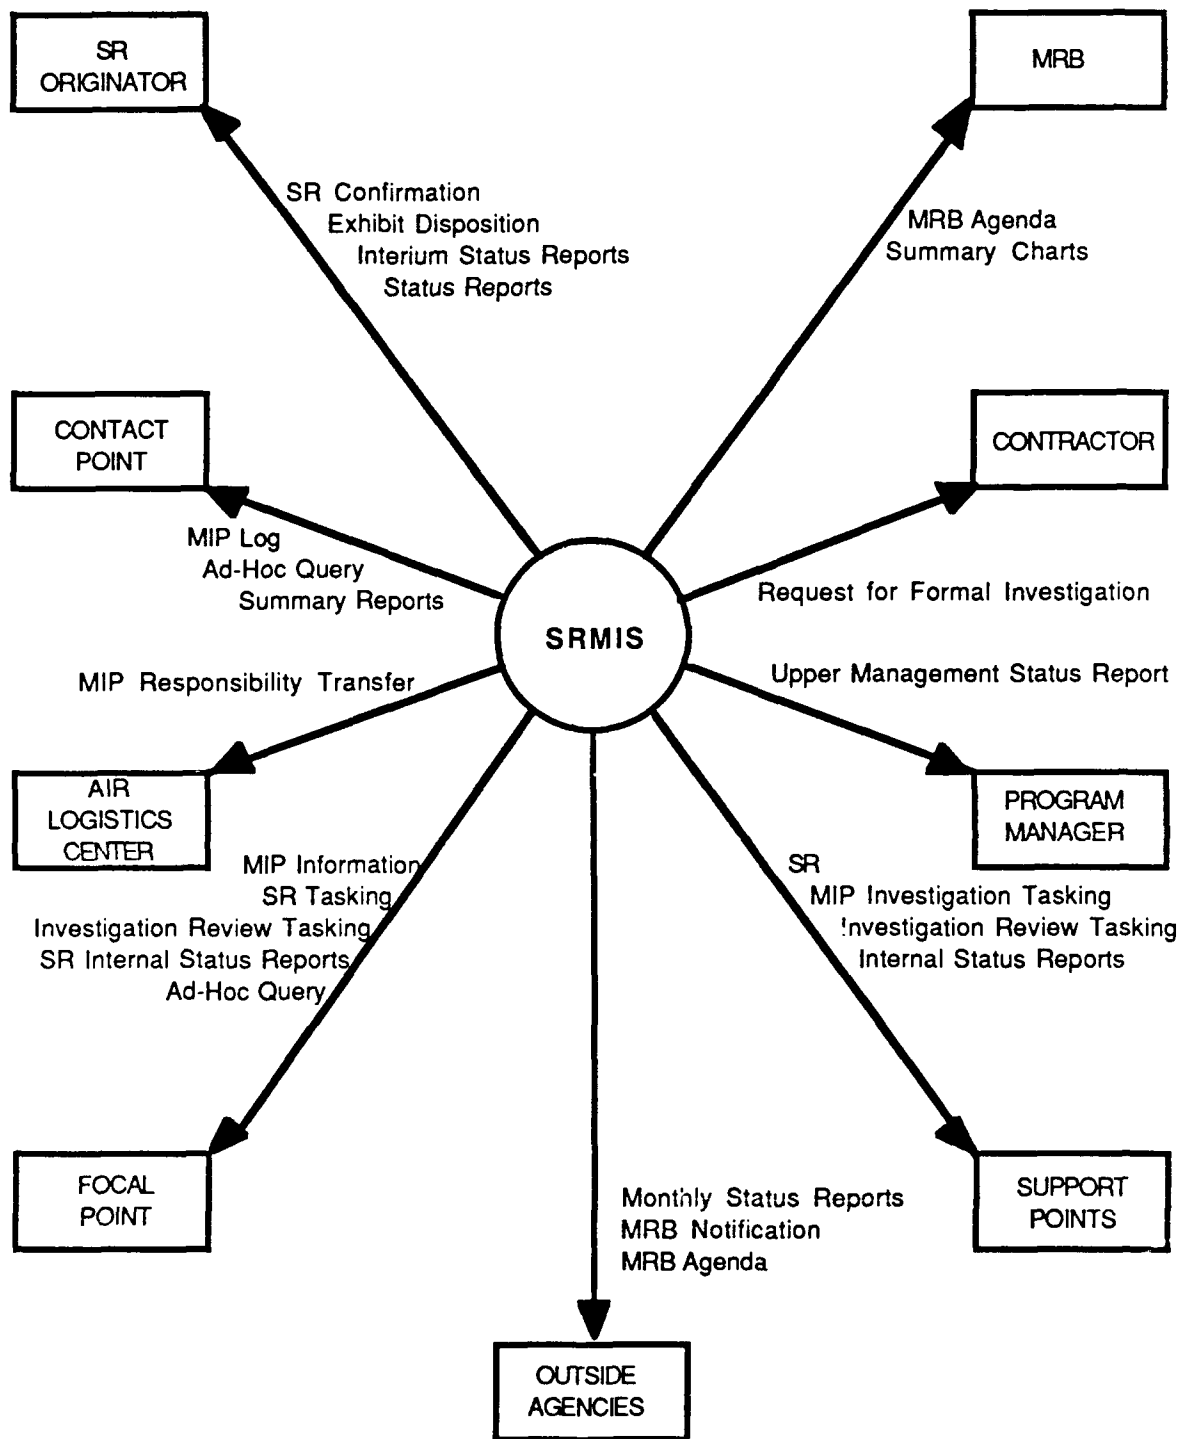 SR
ORIGINATOR
MRB
SR Confirmation
Exhibit Disposition
Interium Status Reports
Status Reports
MRB Agenda
Summary Charts
CONTACT
POINT
CONTRACTOR
MIP Log
Ad-Hoc Query
Summary Reports
Request for Formal Investigation
SRMIS
MIP Responsibility Transfer
Upper Management Status Report
AIR
LOGISTICS
CENTER
PROGRAM
MANAGER
MIP Information
SR Tasking
Investigation Review Tasking
SR Internal Status Reports
Ad-Hoc Query
SR
MIP Investigation Tasking
Investigation Review Tasking
Internal Status Reports
FOCAL
POINT
Monthly Status Reports
MRB Notification
MRB Agenda
SUPPORT
POINTS
OUTSIDE
AGENCIES